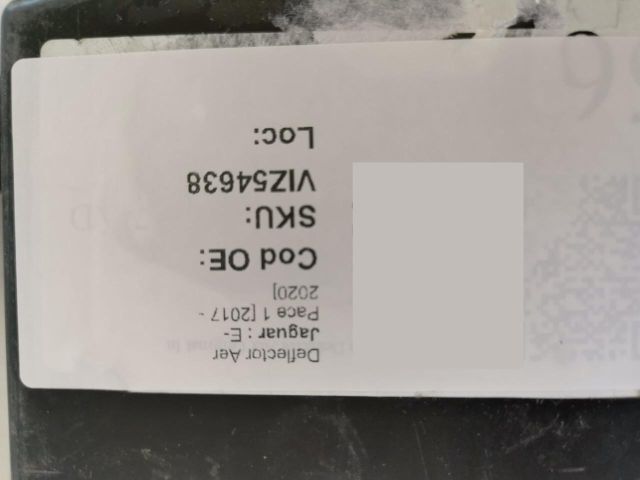 Deflector Aer
Jaguar : E-
Pace 1 [2017 -
2020]
Cod OE:
SKU:
VIZ54638
Loc: